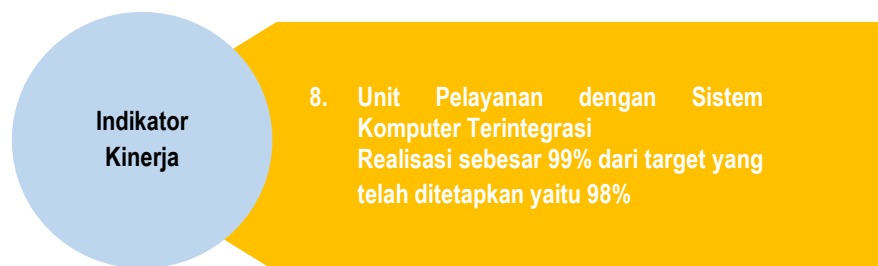 Indikator
Kinerja
8. Unit Pelayanan dengan Sistem
Komputer Terintegrasi
Realisasi sebesar 99% dari target yang
telah ditetapkan yaitu 98%